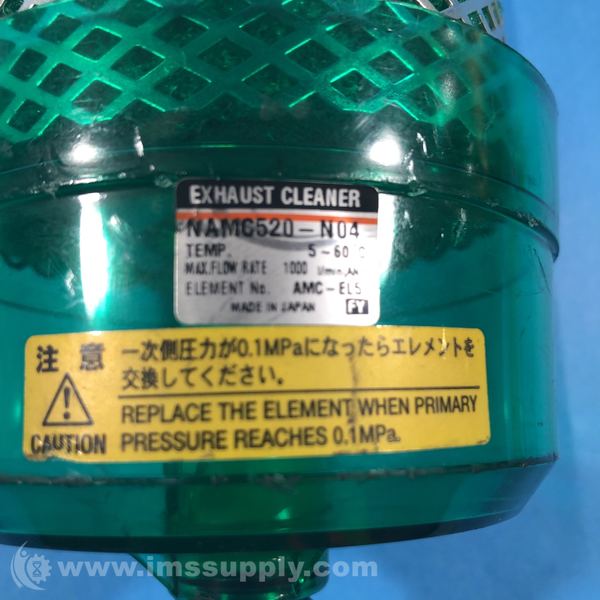 EXHAUST CLEANER
NAMC520-N04
TEMP. 5~60°C
MAX.FLOW RATE 1000 l/min.AN
ELEMENT No. AMC-EL5
MADE IN JAPAN FY
注意 一次側圧力が0.1MPaになったらエレメントを
交換してください。
CAUTION REPLACE THE ELEMENT WHEN PRIMARY
PRESSURE REACHES 0.1MPa.
www.imssupply.com